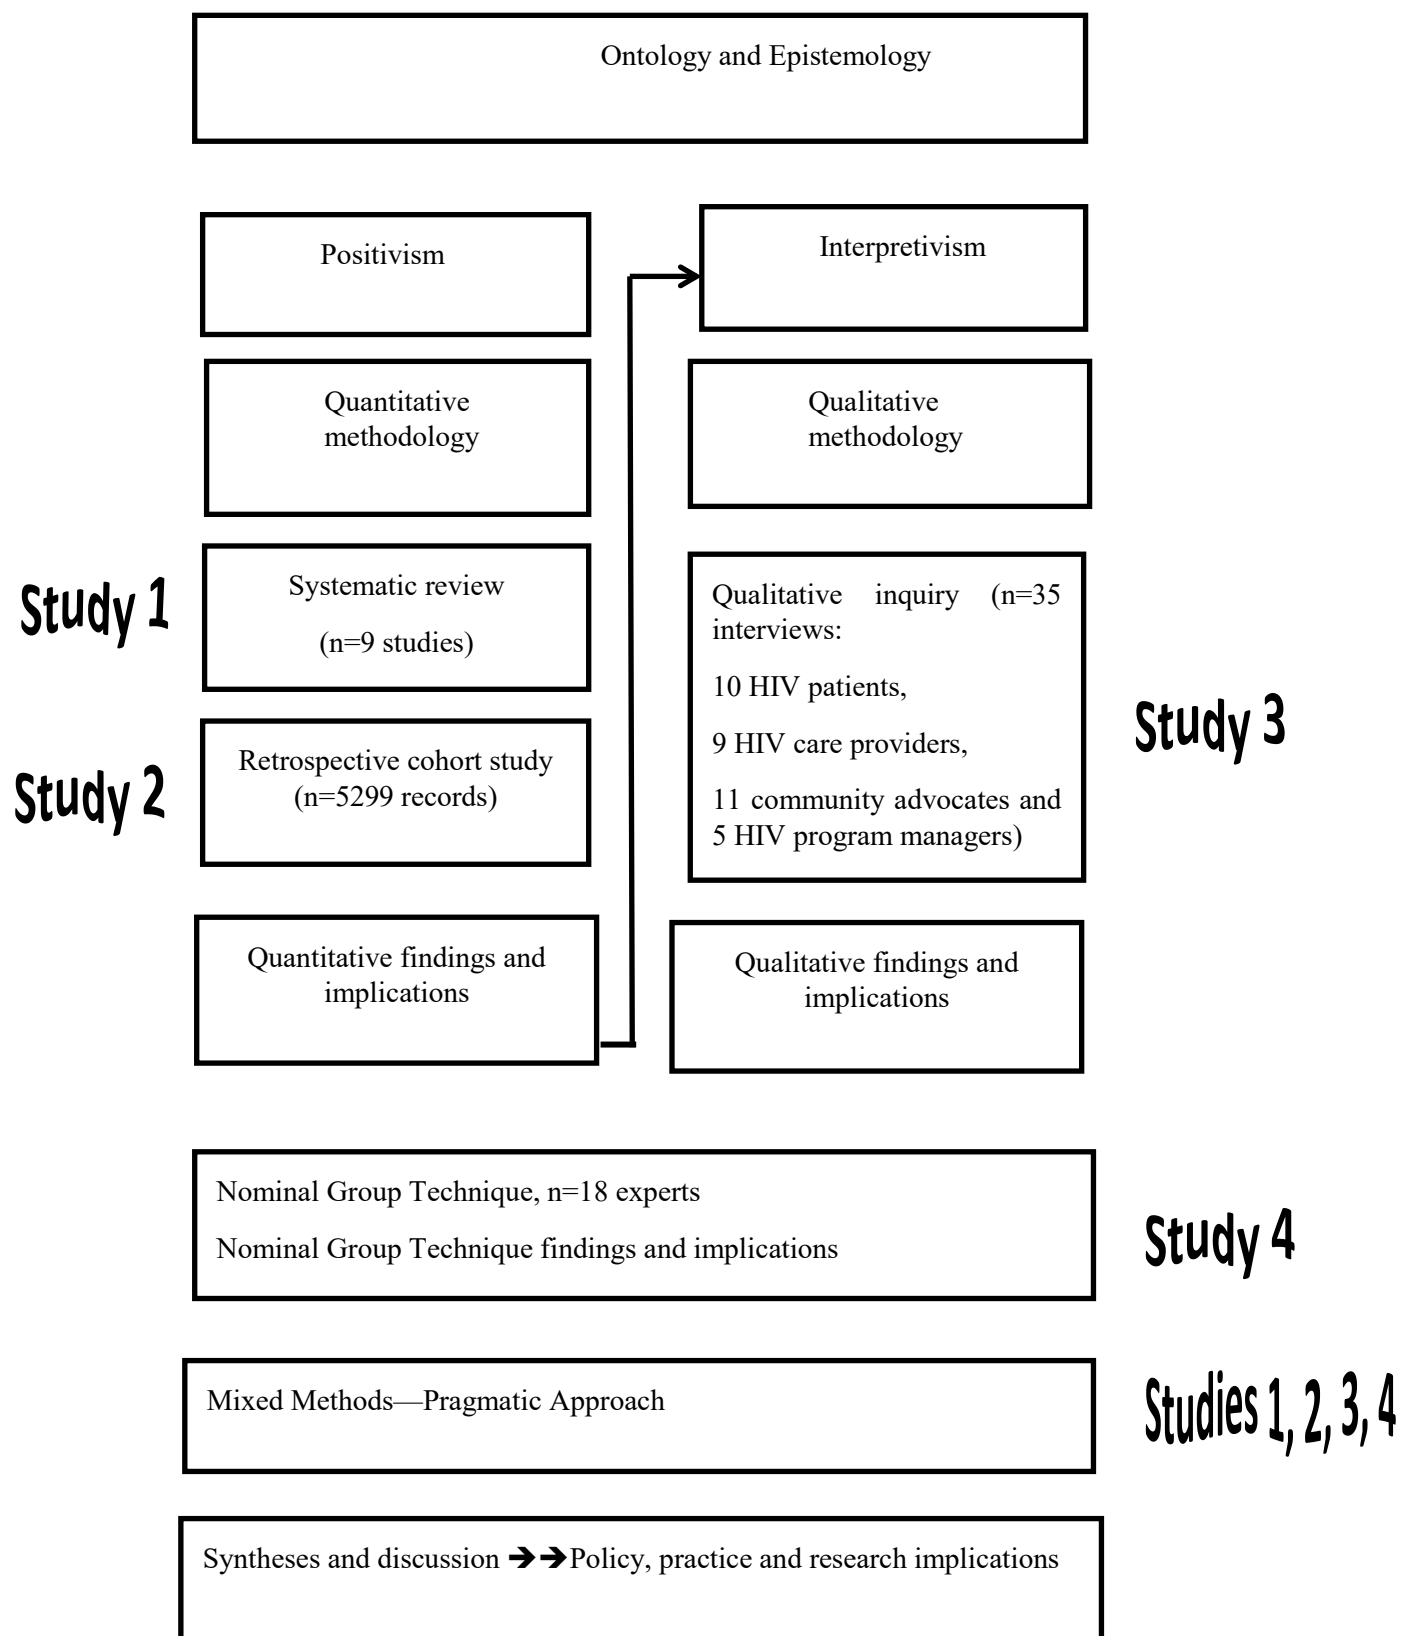 Ontology and Epistemology
Positivism
Interpretivism
Quantitative
methodology
Qualitative
methodology
Study 1
Systematic review
(n=9 studies)
Study 2
Retrospective cohort study
(n=5299 records)
Qualitative inquiry (n=35
interviews:
10 HIV patients,
9 HIV care providers,
11 community advocates and
5 HIV program managers)
Study 3
Quantitative findings and
implications
Qualitative findings and
implications
Nominal Group Technique, n=18 experts
Nominal Group Technique findings and implications
Study 4
Mixed Methods—Pragmatic Approach
Studies 1, 2, 3, 4
Syntheses and discussion ➔➔Policy, practice and research implications